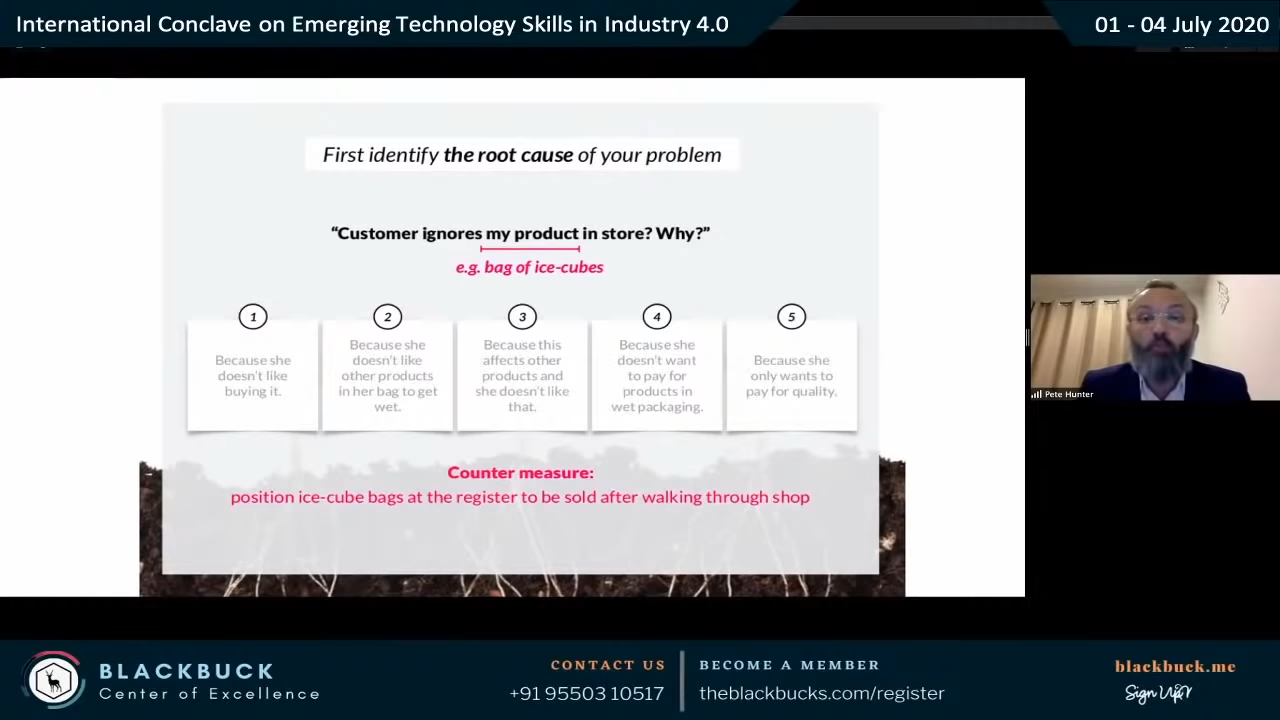 International Conclave on Emerging Technology Skills in Industry 4.0
01 - 04 July 2020
First identify the root cause of your problem
“Customer ignores my product in store? Why?”
e.g. bag of ice-cubes
1
Because she
doesn't like
buying it.
2
Because she
doesn't like
other products
in her bag to get
wet.
3
Because this
affects other
products and
she doesn't like
that.
4
Because she
doesn't want
to pay for
products in
wet packaging.
5
Because she
only wants to
pay for quality.
Counter measure:
position ice-cube bags at the register to be sold after walking through shop
Pete Hunter
BLACKBUCK
Center of Excellence
CONTACT US
+91 95503 10517
BECOME A MEMBER
theblackbucks.com/register
blackbuck.me
Sign Up